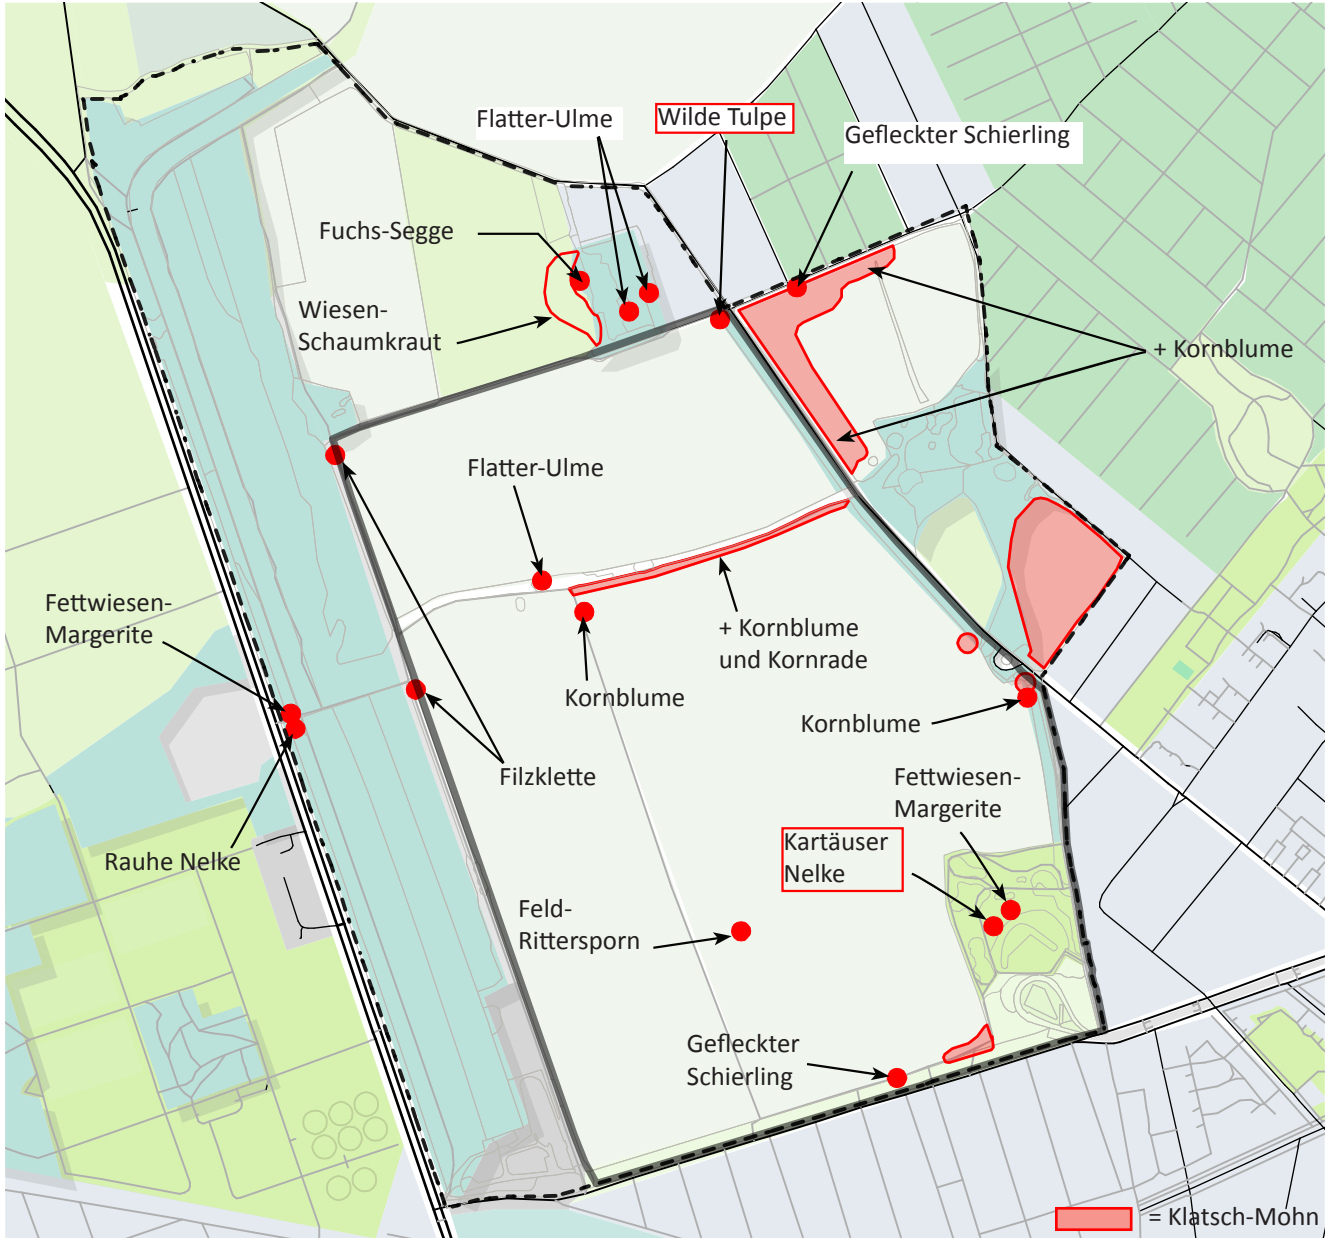 Flatter-Ulme
Wilde Tulpe
Gefleckter Schierling
Fuchs-Segge
Wiesen-
Schaumkraut
+ Kornblume
Flatter-Ulme
Fettwiesen-
Margerite
+ Kornblume
und Kornrade
Kornblume
Kornblume
Filzklette
Fettwiesen-
Margerite
Rauhe Nelke
Kartäuser
Nelke
Feld-
Rittersporn
Gefleckter
Schierling
= Klatsch-Mohn